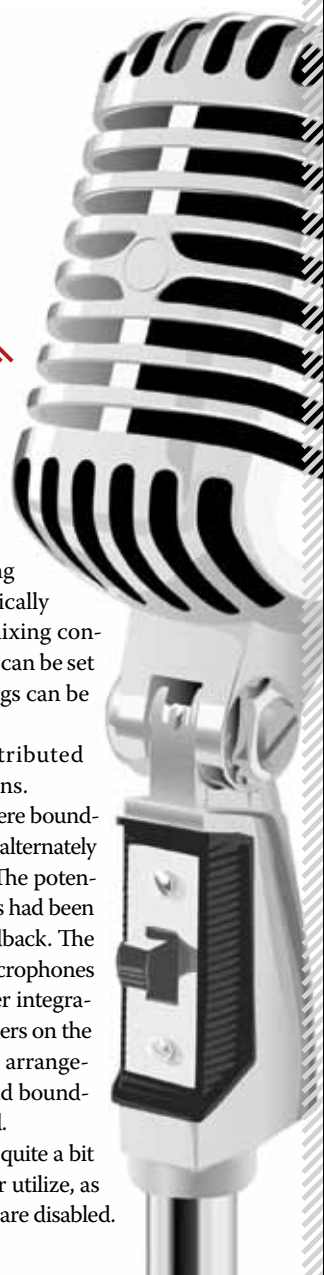 ng
ically
ixing con-
can be set
gs can be
tributed
ns.
ere bound-
alternately
The poten-
s had been
lback. The
crophones
er integra-
ers on the
arrange-
d bound-
l.
quite a bit
r utilize, as
are disabled.